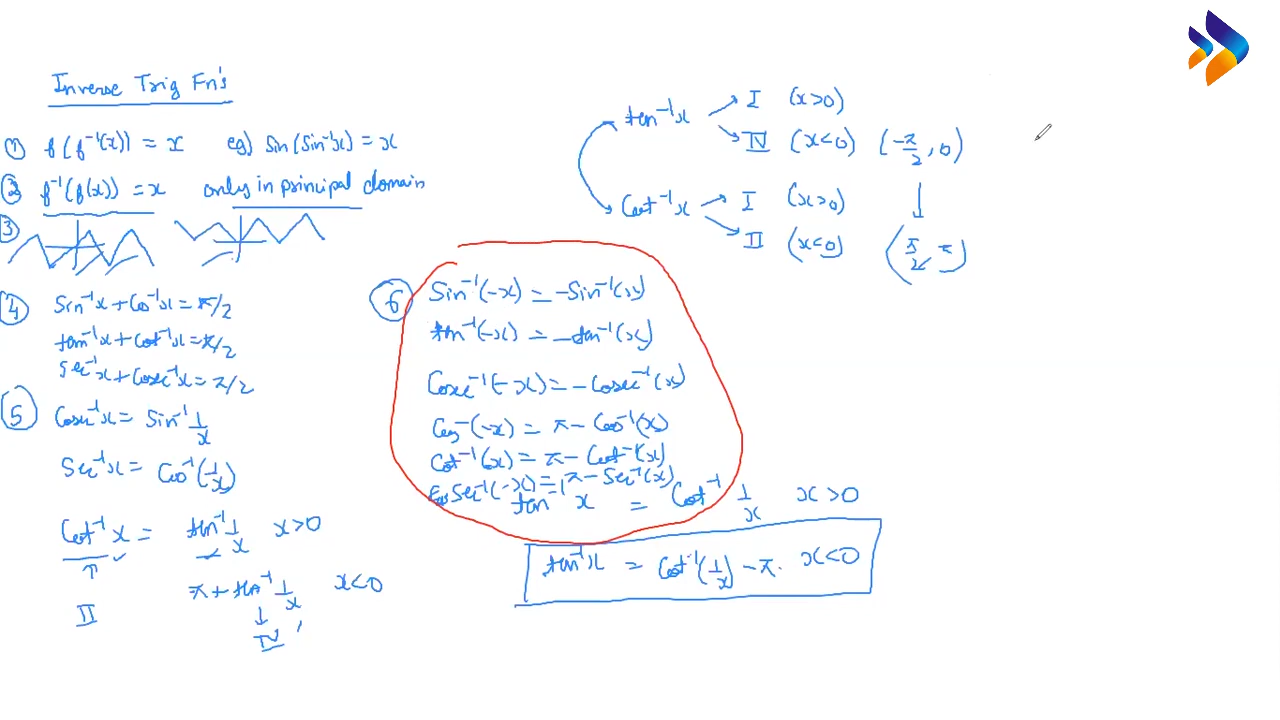 Inverse Trig Fn's
① f(f⁻¹(x)) = x eg) Sin(Sin⁻¹x) = x
② f⁻¹(f(x)) = x only in principal domain
③
④ Sin⁻¹x + Cos⁻¹x = π/2
tan⁻¹x + Cot⁻¹x = π/2
Sec⁻¹x + Cosec⁻¹x = π/2
⑤ Cosec⁻¹x = Sin⁻¹ 1/x
Sec⁻¹x = Cos⁻¹(1/x)
Cot⁻¹ x = tan⁻¹ 1/x x>0
π + tan⁻¹ 1/x x<0
II IV
tan⁻¹x I (x>0)
IV (x<0) (-π/2, 0)
Cot⁻¹x I (x>0)
II (x<0) (π/2, π)
⑥ Sin⁻¹(-x) = -Sin⁻¹(x)
tan⁻¹(-x) = -tan⁻¹(x)
Cosec⁻¹(-x) = -Cosec⁻¹(x)
Cos⁻(-x) = π - Cos⁻¹(x)
Cot⁻¹(x) = π - Cot⁻¹(x)
Sec⁻¹(-x) = π - Sec⁻¹(x)
tan⁻¹ x = Cot⁻¹ 1/x x>0
tan⁻¹x = Cot⁻¹(1/x) - π. x<0